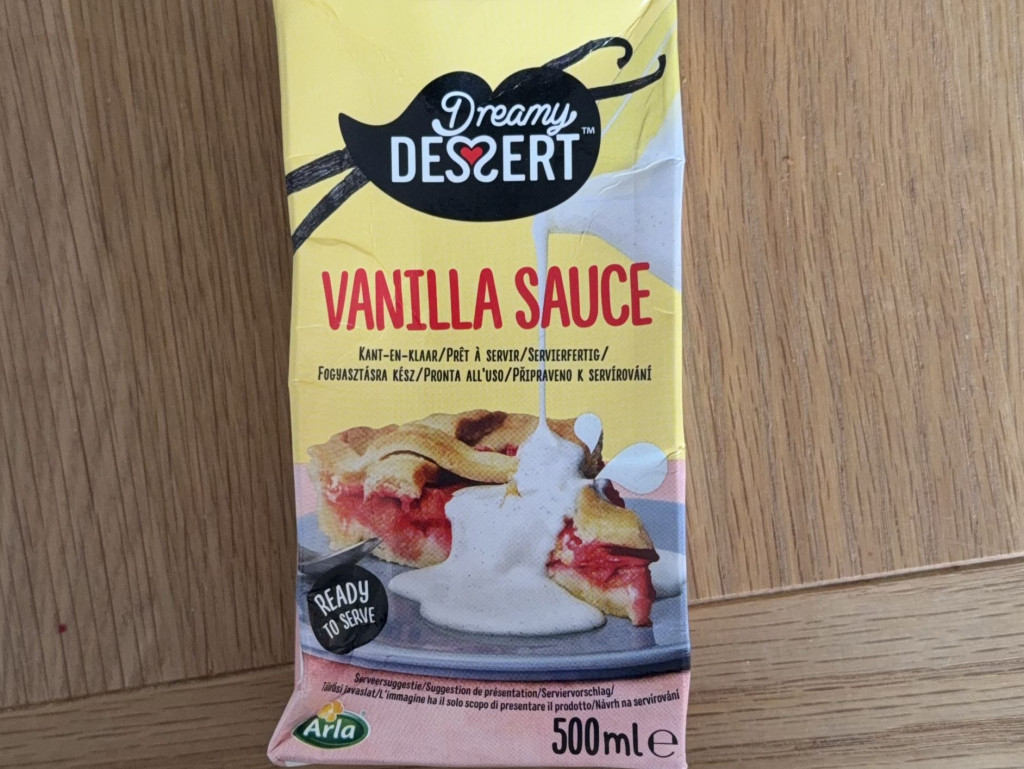 Dreamy
DESSERT™
VANILLA SAUCE
KANT-EN-KLAAR/PRÊT À SERVIR/SERVIERFERTIG/
FOGYASZTÁSRA KÉSZ/PRONTA ALL'USO/PŘIPRAVENO K SERVÍROVÁNÍ
READY
TO SERVE
Serveersuggestie/Suggestion de présentation/Serviervorschlag/
Tálalási javaslat/L'immagine ha il solo scopo di presentare il prodotto/Návrh na servírování
Arla
500ml e